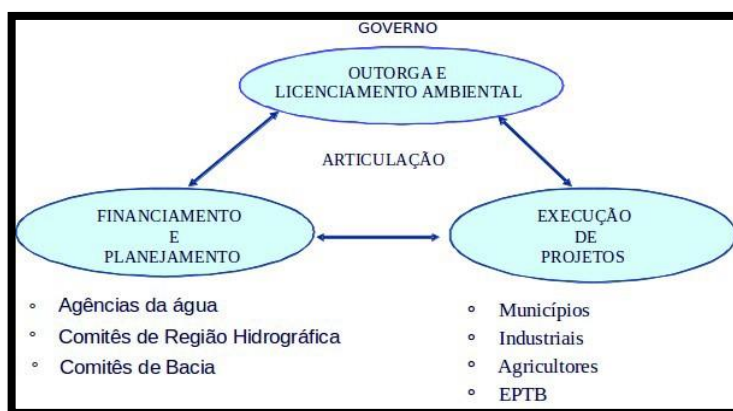 GOVERNO
OUTORGA E
LICENCIAMENTO AMBIENTAL
ARTICULAÇÃO
FINANCIAMENTO
E
PLANEJAMENTO
EXECUÇÃO
DE
PROJETOS
Agências da água
Comitês de Região Hidrográfica
Comitês de Bacia
Municípios
Industriais
Agricultores
EPTB